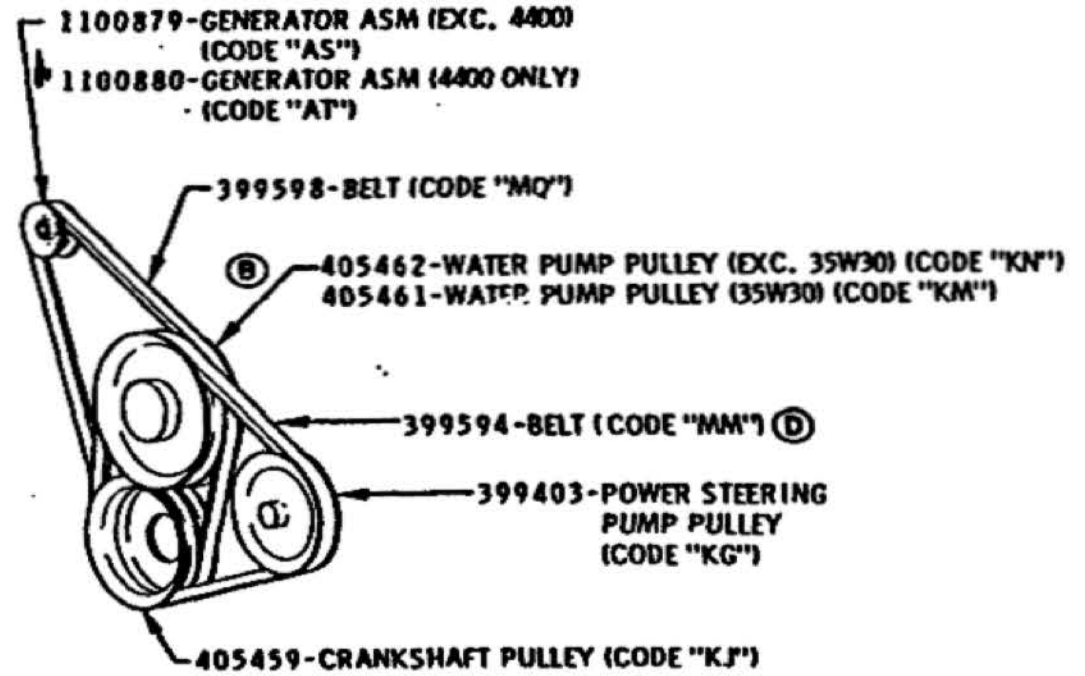 1100879-GENERATOR ASM (EXC. 4400)
(CODE "AS")
1100880-GENERATOR ASM (4400 ONLY)
(CODE "AT")
399598-BELT (CODE "MQ")
B 405462-WATER PUMP PULLEY (EXC. 35W30) (CODE "KN")
405461-WATER PUMP PULLEY (35W30) (CODE "KM")
399594-BELT (CODE "MM") D
399403-POWER STEERING
PUMP PULLEY
(CODE "KG")
405459-CRANKSHAFT PULLEY (CODE "KJ")